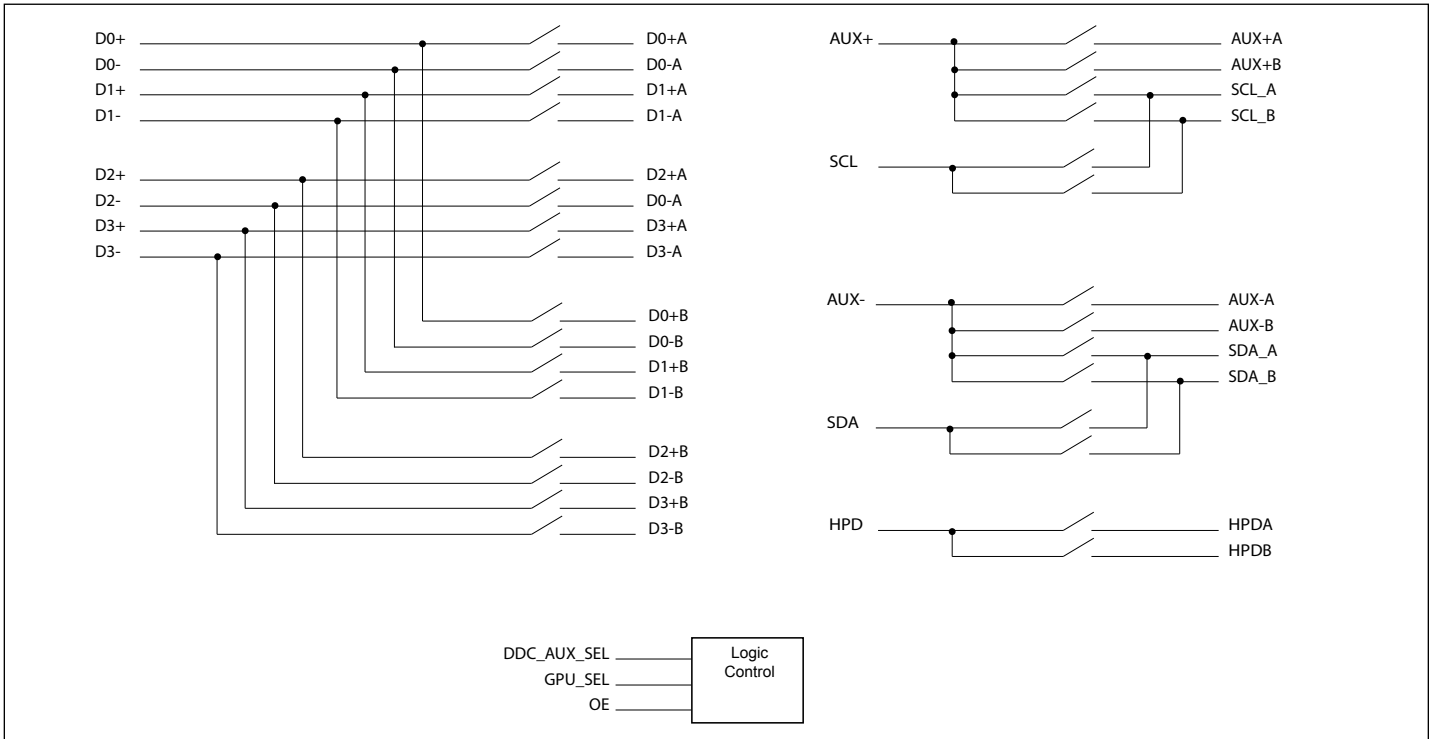 D0+
D0-
D1+
D1-
D2+
D2-
D3+
D3-
D0+A
D0-A
D1+A
D1-A
D2+A
D0-A
D3+A
D3-A
D0+B
D0-B
D1+B
D1-B
D2+B
D2-B
D3+B
D3-B
AUX+
SCL
AUX+A
AUX+B
SCL_A
SCL_B
AUX-
SDA
AUX-A
AUX-B
SDA_A
SDA_B
HPD
HPDA
HPDB
DDC_AUX_SEL
GPU_SEL
OE
Logic
Control